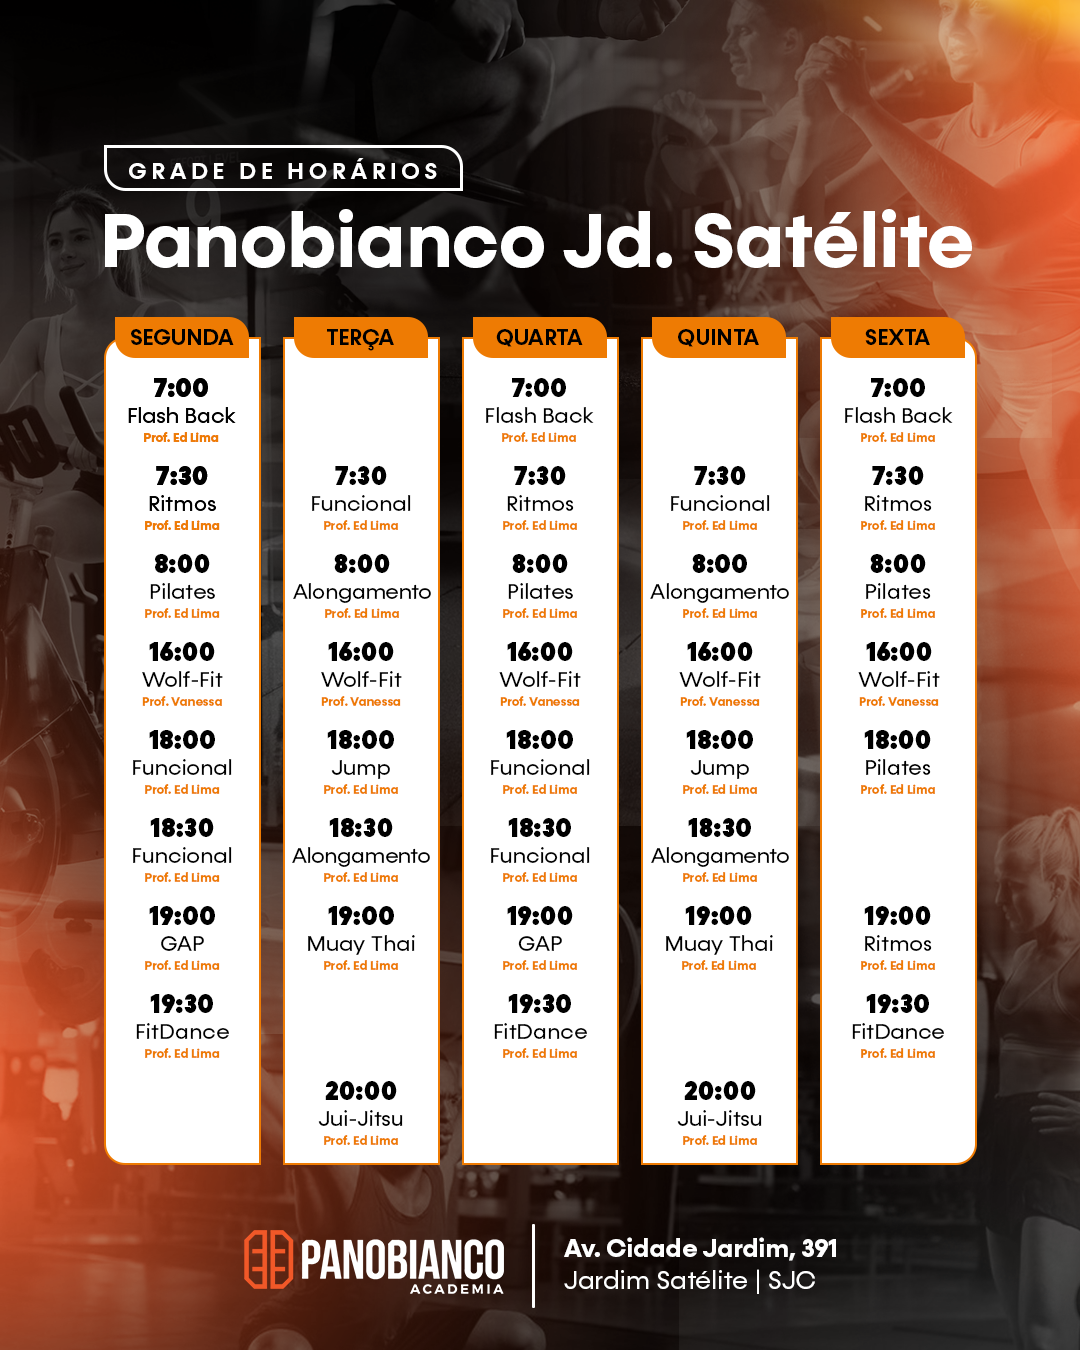 GRADE DE HORÁRIOS
Panobianco Jd. Satélite
SEGUNDA
7:00
Flash Back
Prof. Ed Lima
7:30
Ritmos
Prof. Ed Lima
8:00
Pilates
Prof. Ed Lima
16:00
Wolf-Fit
Prof. Vanessa
18:00
Funcional
Prof. Ed Lima
18:30
Funcional
Prof. Ed Lima
19:00
GAP
Prof. Ed Lima
19:30
FitDance
Prof. Ed Lima
TERÇA
7:30
Funcional
Prof. Ed Lima
8:00
Alongamento
Prof. Ed Lima
16:00
Wolf-Fit
Prof. Vanessa
18:00
Jump
Prof. Ed Lima
18:30
Alongamento
Prof. Ed Lima
19:00
Muay Thai
Prof. Ed Lima
20:00
Jui-Jitsu
Prof. Ed Lima
QUARTA
7:00
Flash Back
Prof. Ed Lima
7:30
Ritmos
Prof. Ed Lima
8:00
Pilates
Prof. Ed Lima
16:00
Wolf-Fit
Prof. Vanessa
18:00
Funcional
Prof. Ed Lima
18:30
Funcional
Prof. Ed Lima
19:00
GAP
Prof. Ed Lima
19:30
FitDance
Prof. Ed Lima
QUINTA
7:30
Funcional
Prof. Ed Lima
8:00
Alongamento
Prof. Ed Lima
16:00
Wolf-Fit
Prof. Vanessa
18:00
Jump
Prof. Ed Lima
18:30
Alongamento
Prof. Ed Lima
19:00
Muay Thai
Prof. Ed Lima
20:00
Jui-Jitsu
Prof. Ed Lima
SEXTA
7:00
Flash Back
Prof. Ed Lima
7:30
Ritmos
Prof. Ed Lima
8:00
Pilates
Prof. Ed Lima
16:00
Wolf-Fit
Prof. Vanessa
18:00
Pilates
Prof. Ed Lima
19:00
Ritmos
Prof. Ed Lima
19:30
FitDance
Prof. Ed Lima
PANOBIANCO
ACADEMIA
Av. Cidade Jardim, 391
Jardim Satélite | SJC